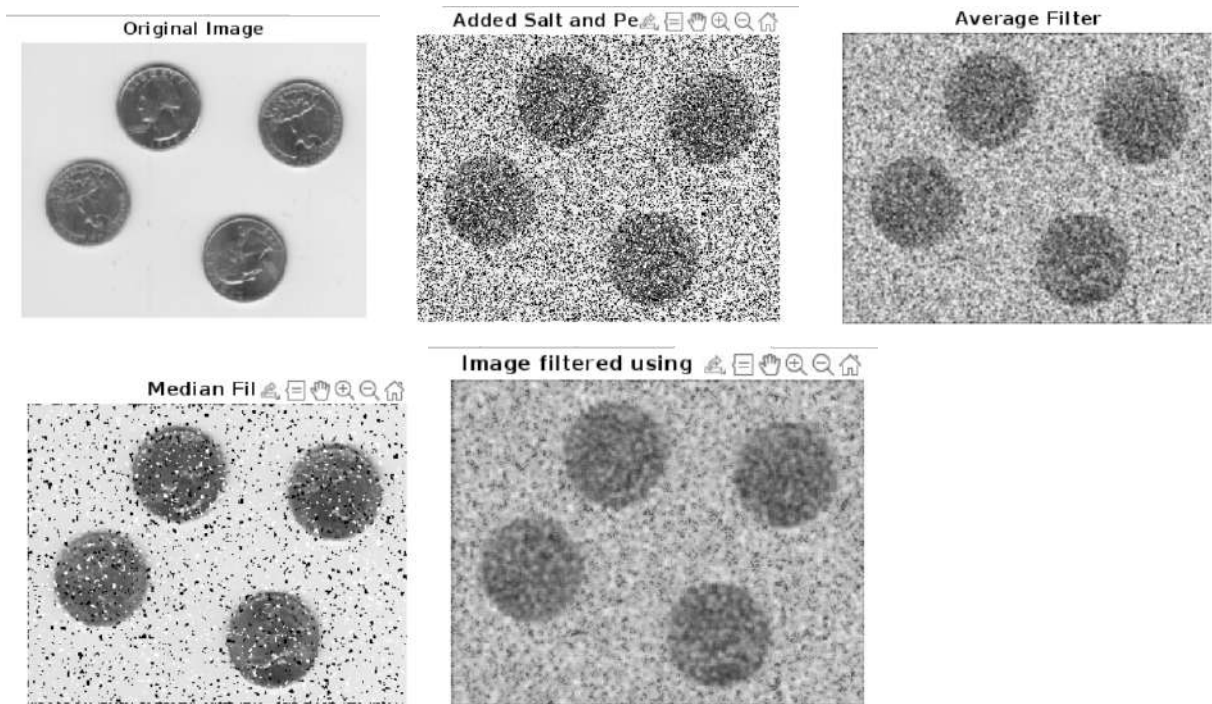 Original Image
Added Salt and Pe
Average Filter
Median Fil
Image filtered using